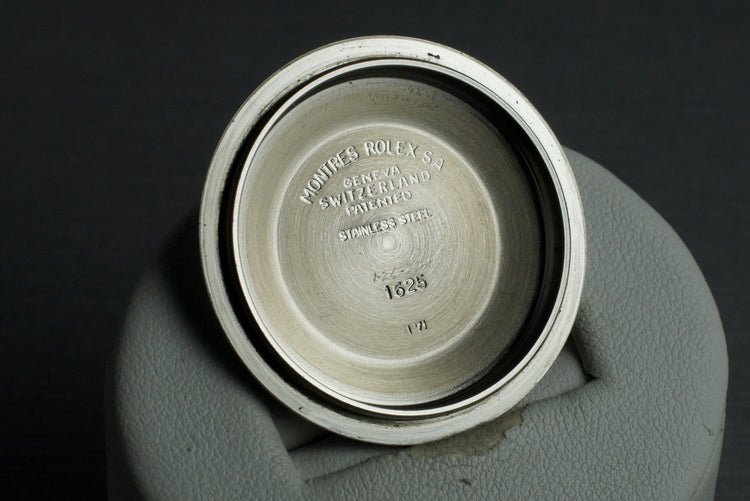 MONTRES ROLEX S.A
GENEVA
SWITZERLAND
PATENTED
STAINLESS STEEL
1625